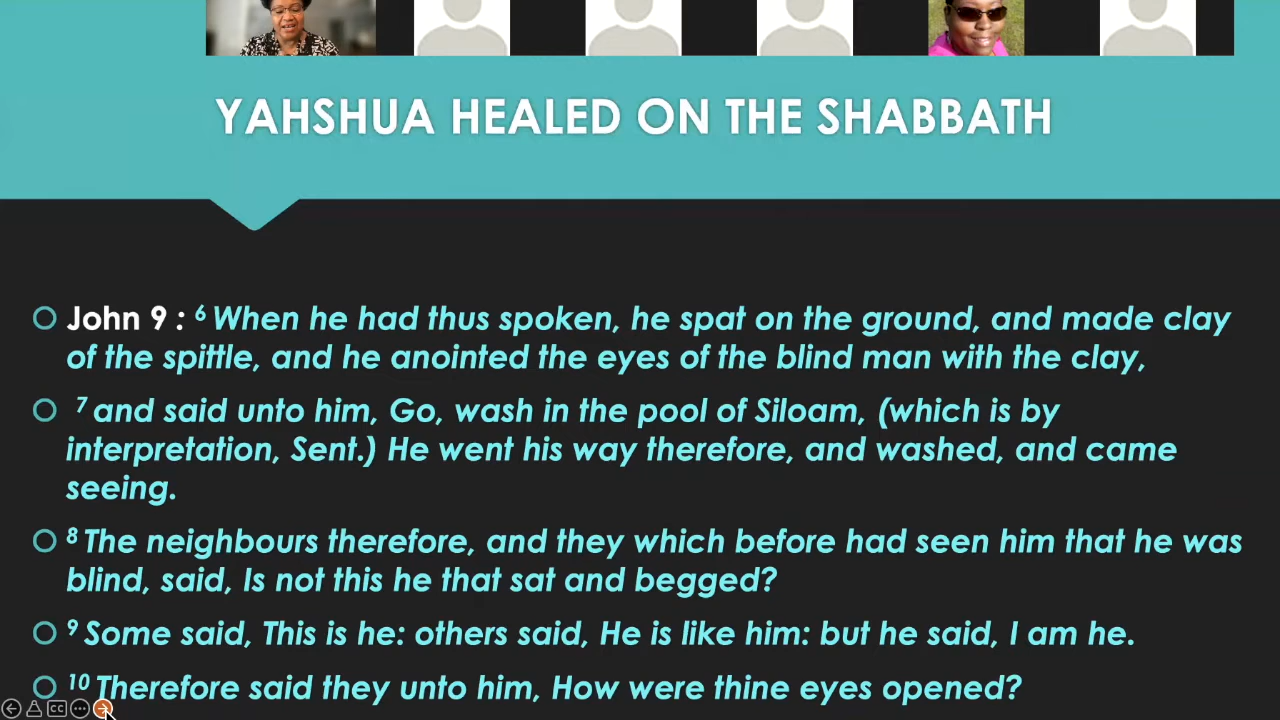 YAHSHUA HEALED ON THE SHABBATH
John 9 : 6 When he had thus spoken, he spat on the ground, and made clay
of the spittle, and he anointed the eyes of the blind man with the clay,
7 and said unto him, Go, wash in the pool of Siloam, (which is by
interpretation, Sent.) He went his way therefore, and washed, and came
seeing.
8 The neighbours therefore, and they which before had seen him that he was
blind, said, Is not this he that sat and begged?
9 Some said, This is he: others said, He is like him: but he said, I am he.
10 Therefore said they unto him, How were thine eyes opened?
CC